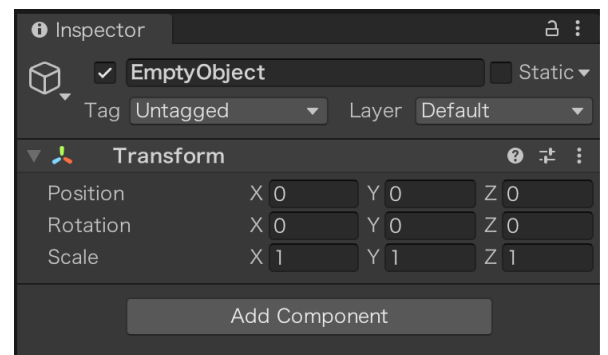 Inspector
EmptyObject Static
Tag Untagged Layer Default
Transform
Position X 0 Y 0 Z 0
Rotation X 0 Y 0 Z 0
Scale X 1 Y 1 Z 1
Add Component